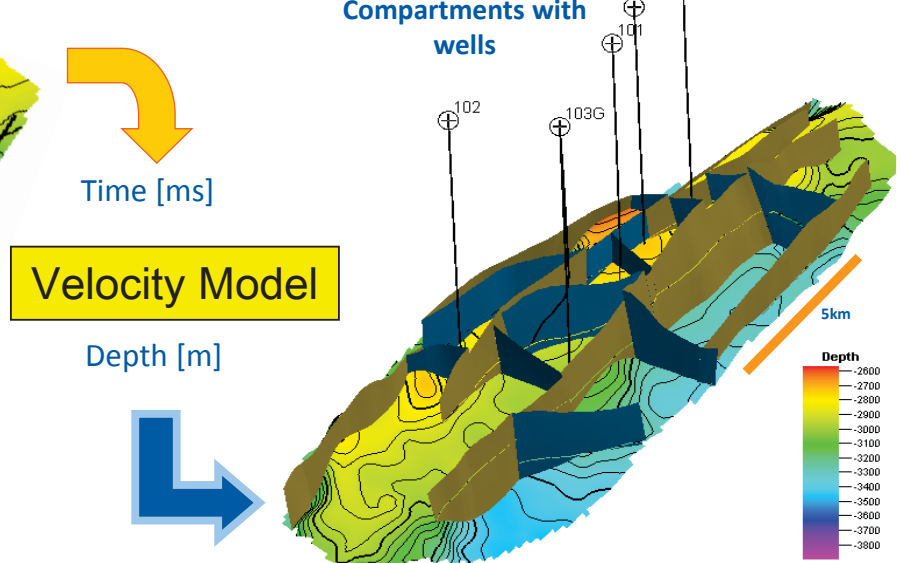 Compartments with
wells
101
102
103G
Time [ms]
Velocity Model
Depth [m]
5km
Depth
-2600
-2700
-2800
-2900
-3000
-3100
-3200
-3300
-3400
-3500
-3600
-3700
-3800